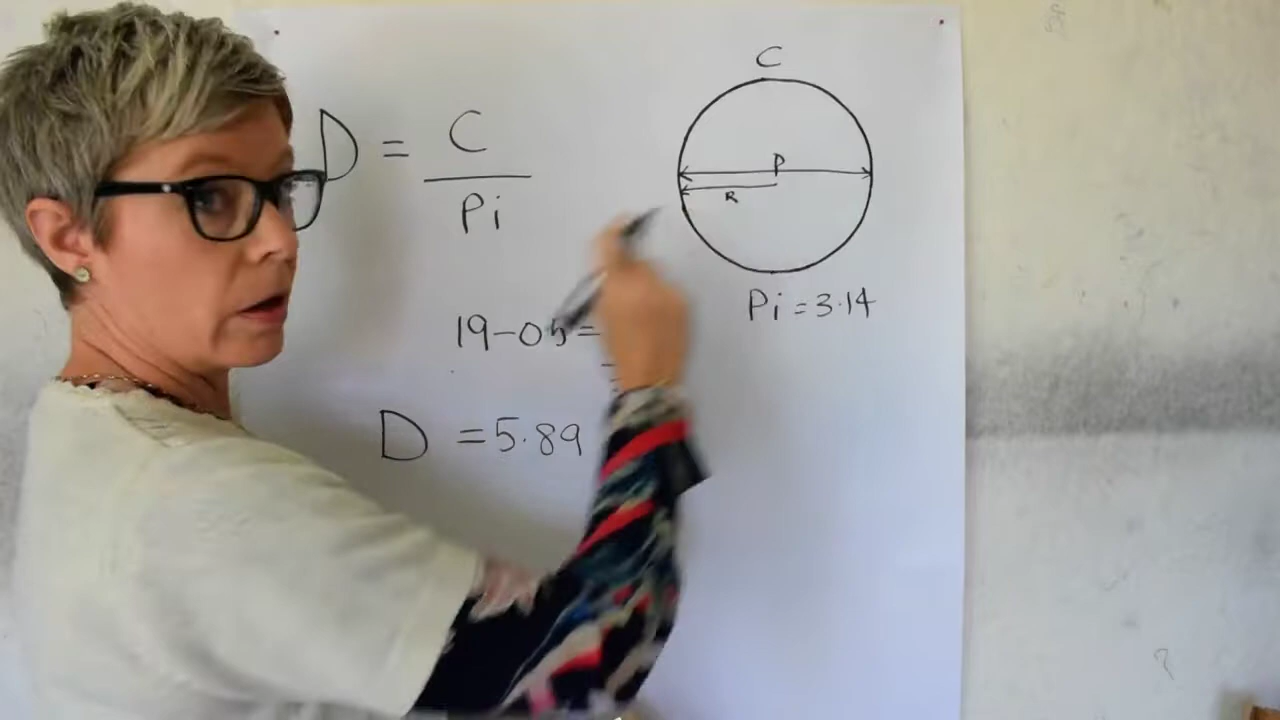 C
D = C
Pi
D
R
Pi = 3.14
19-05 =
D = 5.89